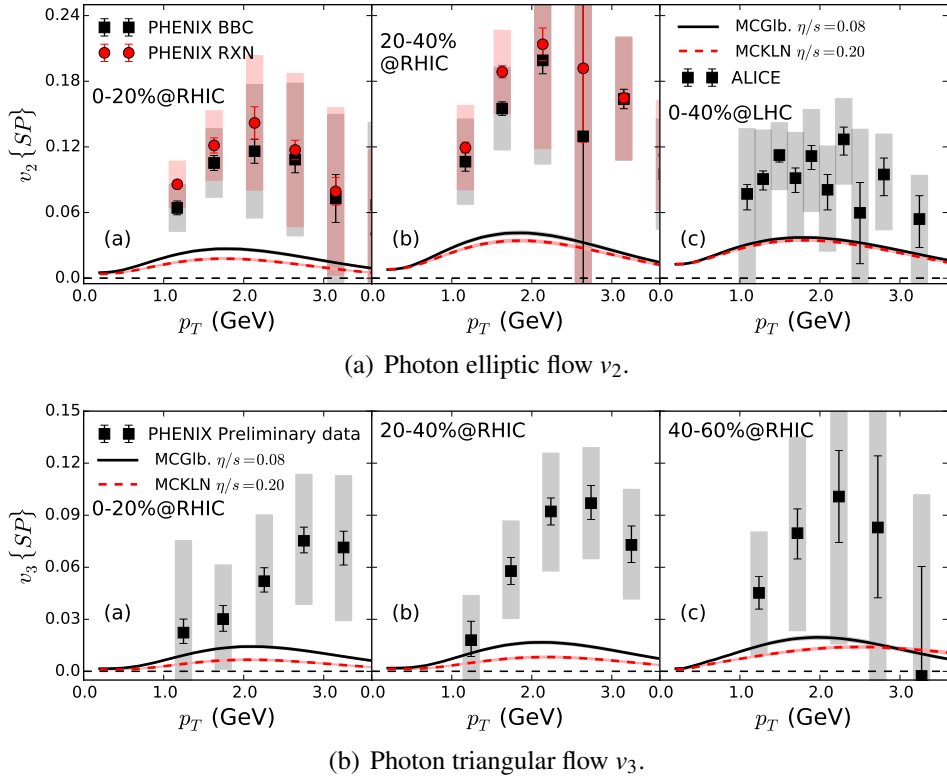 PHENIX BBC
PHENIX RXN
0-20%@RHIC
20-40%
@RHIC
MCGlb. η/s=0.08
MCKLN η/s=0.20
ALICE
0-40%@LHC
v₂{SP}
0.24
0.18
0.12
0.06
0.0
(a)
(b)
(c)
0.0 1.0 2.0 3.0 0.0 1.0 2.0 3.0 0.0 1.0 2.0 3.0
p_T (GeV) p_T (GeV) p_T (GeV)
(a) Photon elliptic flow v₂.
PHENIX Preliminary data
MCGlb. η/s=0.08
MCKLN η/s=0.20
0-20%@RHIC
20-40%@RHIC
40-60%@RHIC
v₃{SP}
0.15
0.12
0.09
0.06
0.03
0.0
(a)
(b)
(c)
0.0 1.0 2.0 3.0 0.0 1.0 2.0 3.0 0.0 1.0 2.0 3.0
p_T (GeV) p_T (GeV) p_T (GeV)
(b) Photon triangular flow v₃.